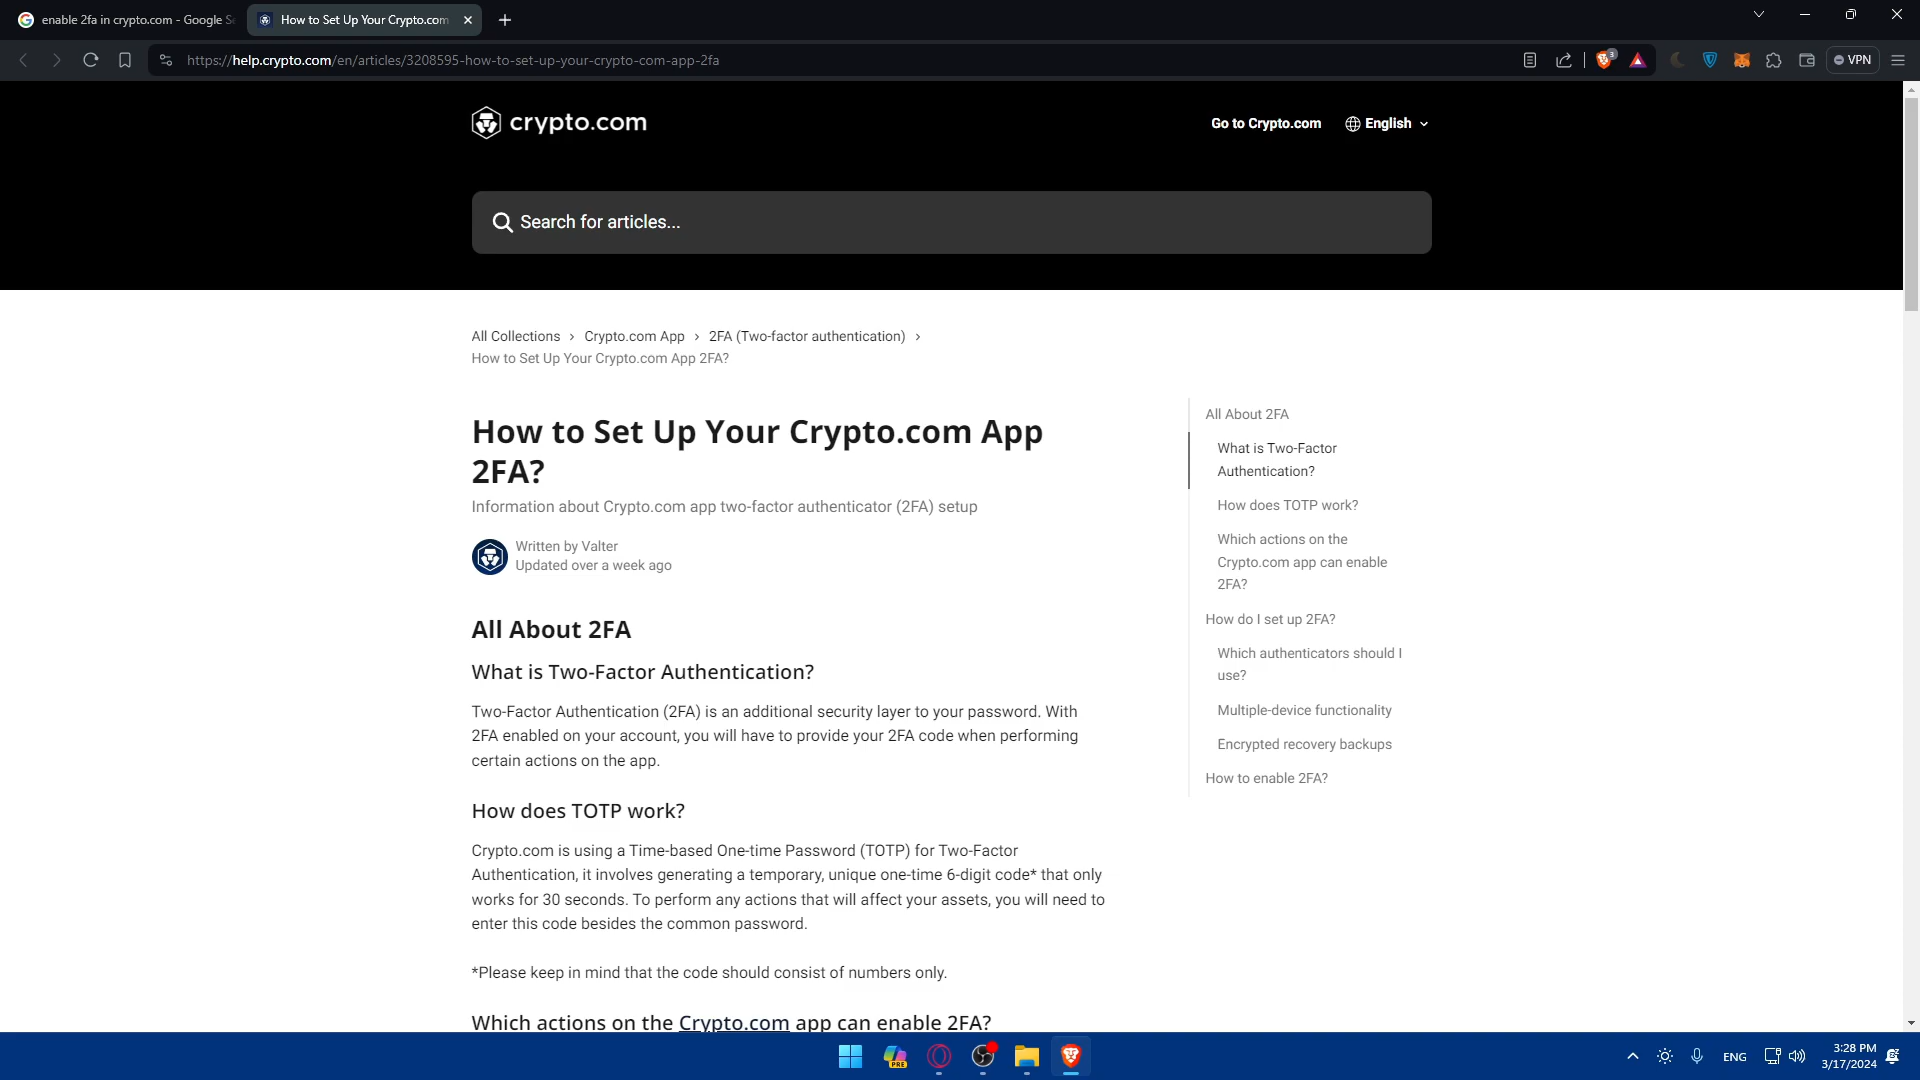 enable 2fa in crypto.com - Google S
How to Set Up Your Crypto.com
https://help.crypto.com/en/articles/3208595-how-to-set-up-your-crypto-com-app-2fa
3
VPN
crypto.com
Go to Crypto.com
English
Search for articles...
All Collections > Crypto.com App > 2FA (Two-factor authentication) >
How to Set Up Your Crypto.com App 2FA?
How to Set Up Your Crypto.com App
2FA?
Information about Crypto.com app two-factor authenticator (2FA) setup
Written by Valter
Updated over a week ago
All About 2FA
What is Two-Factor Authentication?
Two-Factor Authentication (2FA) is an additional security layer to your password. With
2FA enabled on your account, you will have to provide your 2FA code when performing
certain actions on the app.
How does TOTP work?
Crypto.com is using a Time-based One-time Password (TOTP) for Two-Factor
Authentication, it involves generating a temporary, unique one-time 6-digit code* that only
works for 30 seconds. To perform any actions that will affect your assets, you will need to
enter this code besides the common password.
*Please keep in mind that the code should consist of numbers only.
Which actions on the Crypto.com app can enable 2FA?
All About 2FA
What is Two-Factor
Authentication?
How does TOTP work?
Which actions on the
Crypto.com app can enable
2FA?
How do I set up 2FA?
Which authenticators should I
use?
Multiple-device functionality
Encrypted recovery backups
How to enable 2FA?
PRE
ENG
3:28 PM
3/17/2024